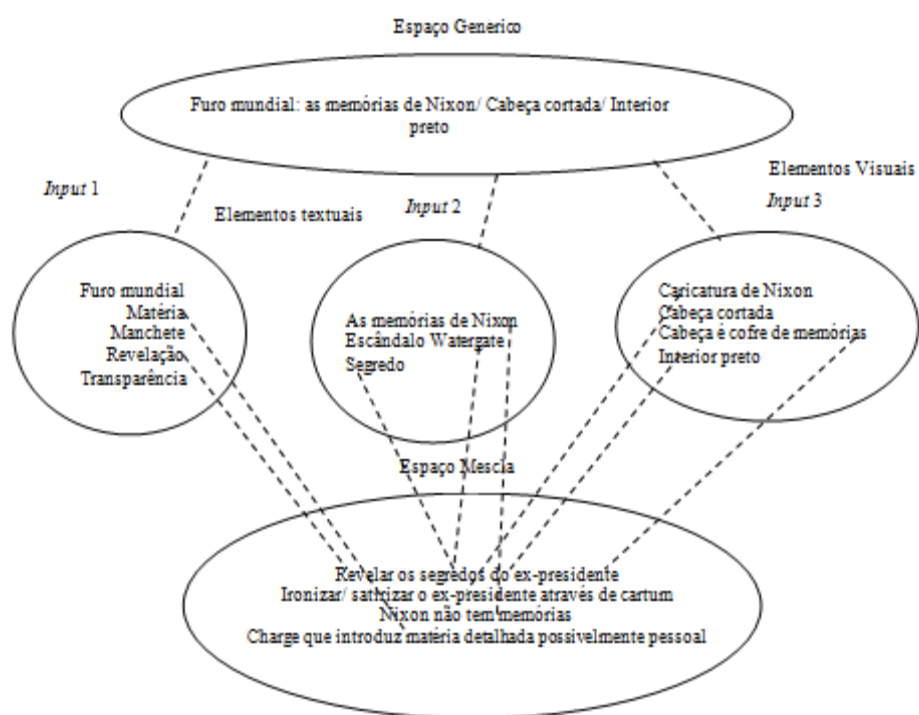 Espaço Generico
Furo mundial: as memórias de Nixon/ Cabeça cortada/ Interior
preto
Input 1
Elementos textuais
Input 2
Elementos Visuais
Input 3
Furo mundial
Matéria
Manchete
Revelação
Transparência
As memórias de Nixon
Escândalo Watergate
Segredo
Caricatura de Nixon
Cabeça cortada
Cabeça é cofre de memórias
Interior preto
Espaço Mescla
Revelar os segredos do ex-presidente
Ironizar/ satirizar o ex-presidente através de cartum
Nixon não tem memórias
Charge que introduz matéria detalhada possivelmente pessoal